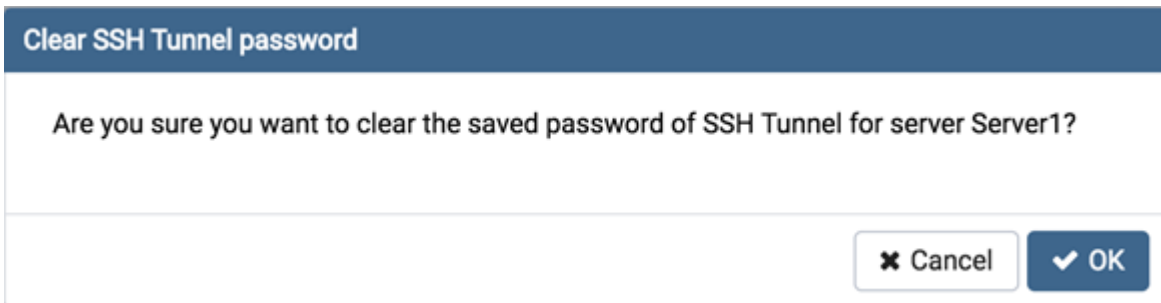 Clear SSH Tunnel password
Are you sure you want to clear the saved password of SSH Tunnel for server Server1?
Cancel
OK